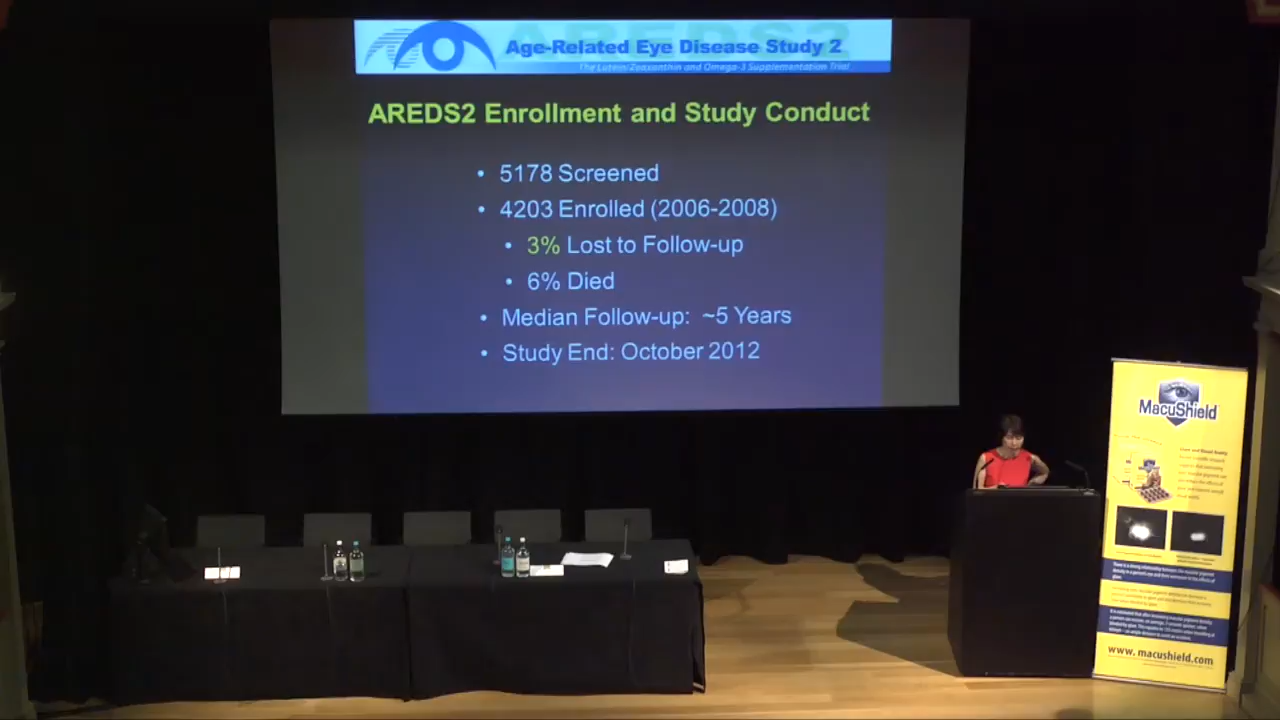 Age-Related Eye Disease Study 2
The Lutein/Zeaxanthin and Omega-3 Supplementation Trial
AREDS2 Enrollment and Study Conduct
• 5178 Screened
• 4203 Enrolled (2006-2008)
• 3% Lost to Follow-up
• 6% Died
• Median Follow-up: ~5 Years
• Study End: October 2012
MacuShield
www.macushield.com